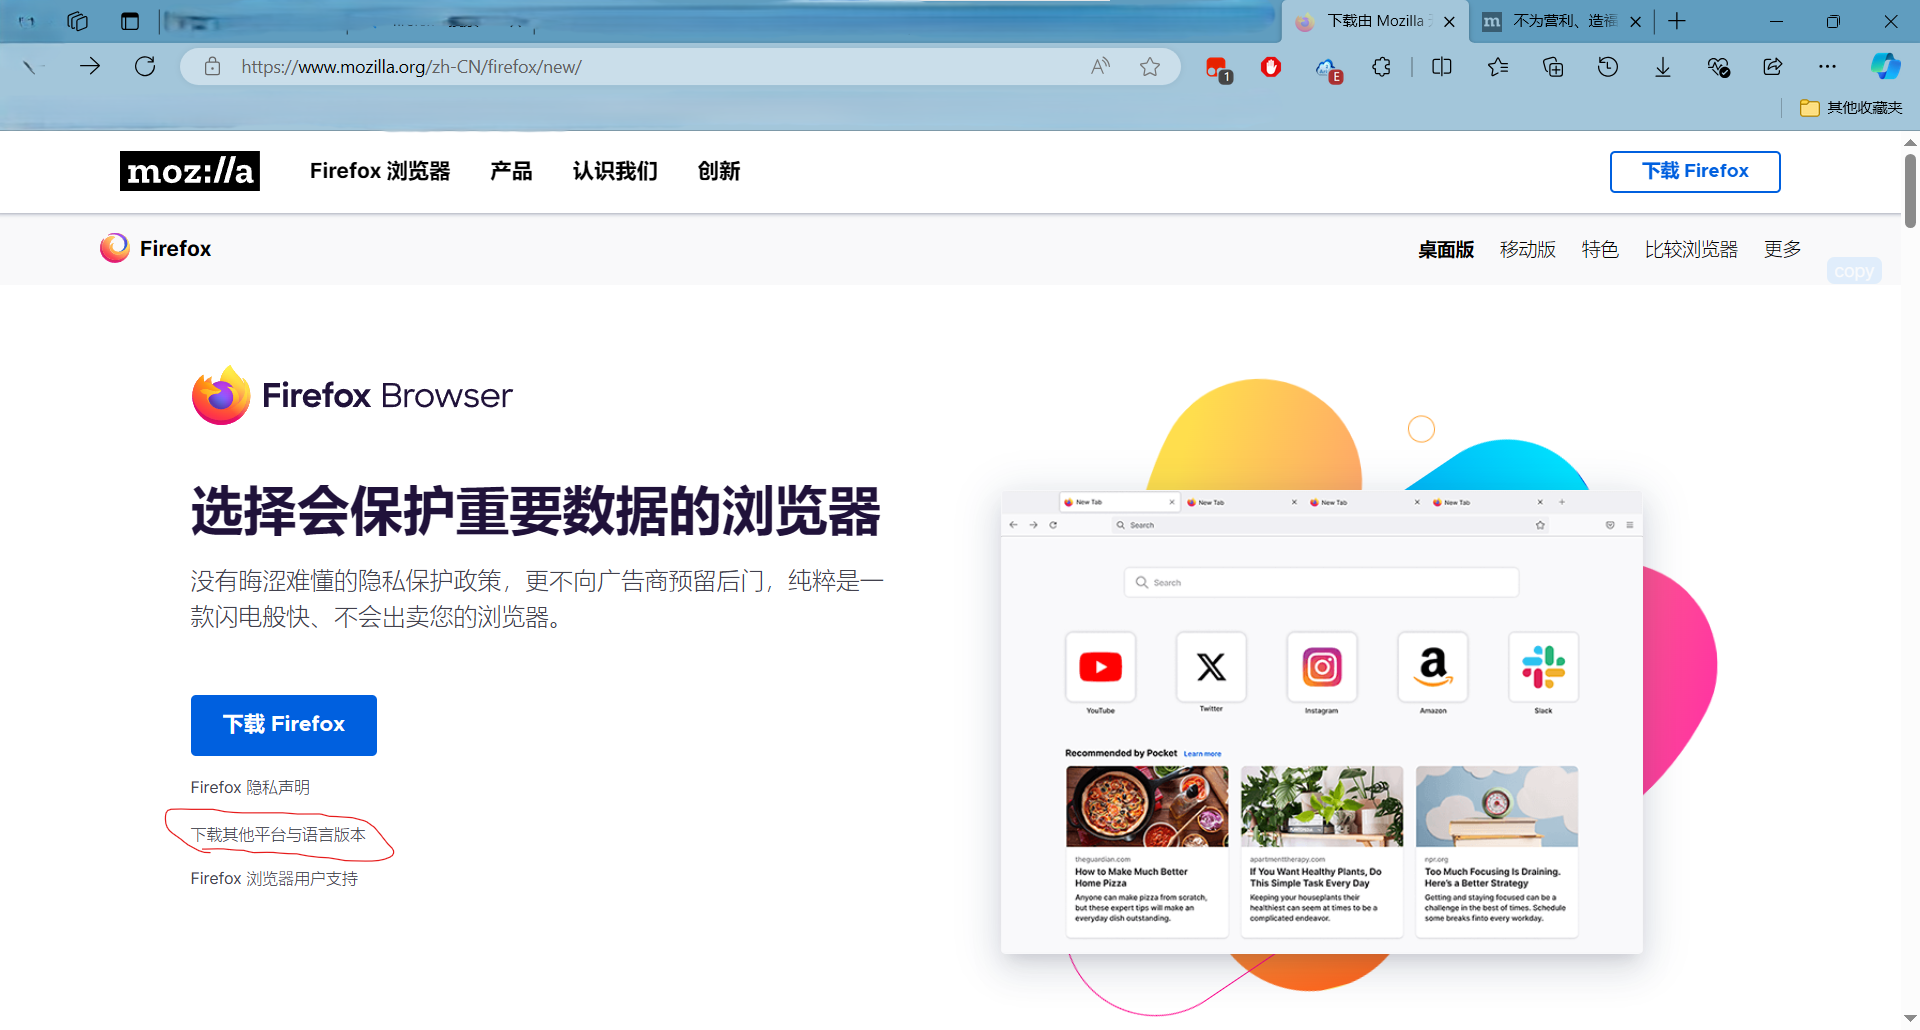 下载由 Mozilla
不为营利、造福
https://www.mozilla.org/zh-CN/firefox/new/
1
E
其他收藏夹
moz://a
Firefox 浏览器
产品
认识我们
创新
下载 Firefox
Firefox
桌面版
移动版
特色
比较浏览器
更多
copy
Firefox Browser
选择会保护重要数据的浏览器
没有晦涩难懂的隐私保护政策，更不向广告商预留后门，纯粹是一
款闪电般快、不会出卖您的浏览器。
下载 Firefox
Firefox 隐私声明
下载其他平台与语言版本
Firefox 浏览器用户支持
New Tab
New Tab
New Tab
New Tab
Search
Search
YouTube
Twitter
Instagram
Amazon
Slack
Recommended by Pocket Learn more
theguardian.com
How to Make Much Better
Home Pizza
Anyone can make pizza from scratch,
but these expert tips will make an
everyday dish outstanding.
apartmenttherapy.com
If You Want Healthy Plants, Do
This Simple Task Every Day
Keeping your houseplants their
healthiest can seem at times to be a
complicated endeavor.
npr.org
Too Much Focusing Is Draining.
Here's a Better Strategy
Getting and staying focused can be a
challenge in the best of times. Schedule
some breaks finto every workday.